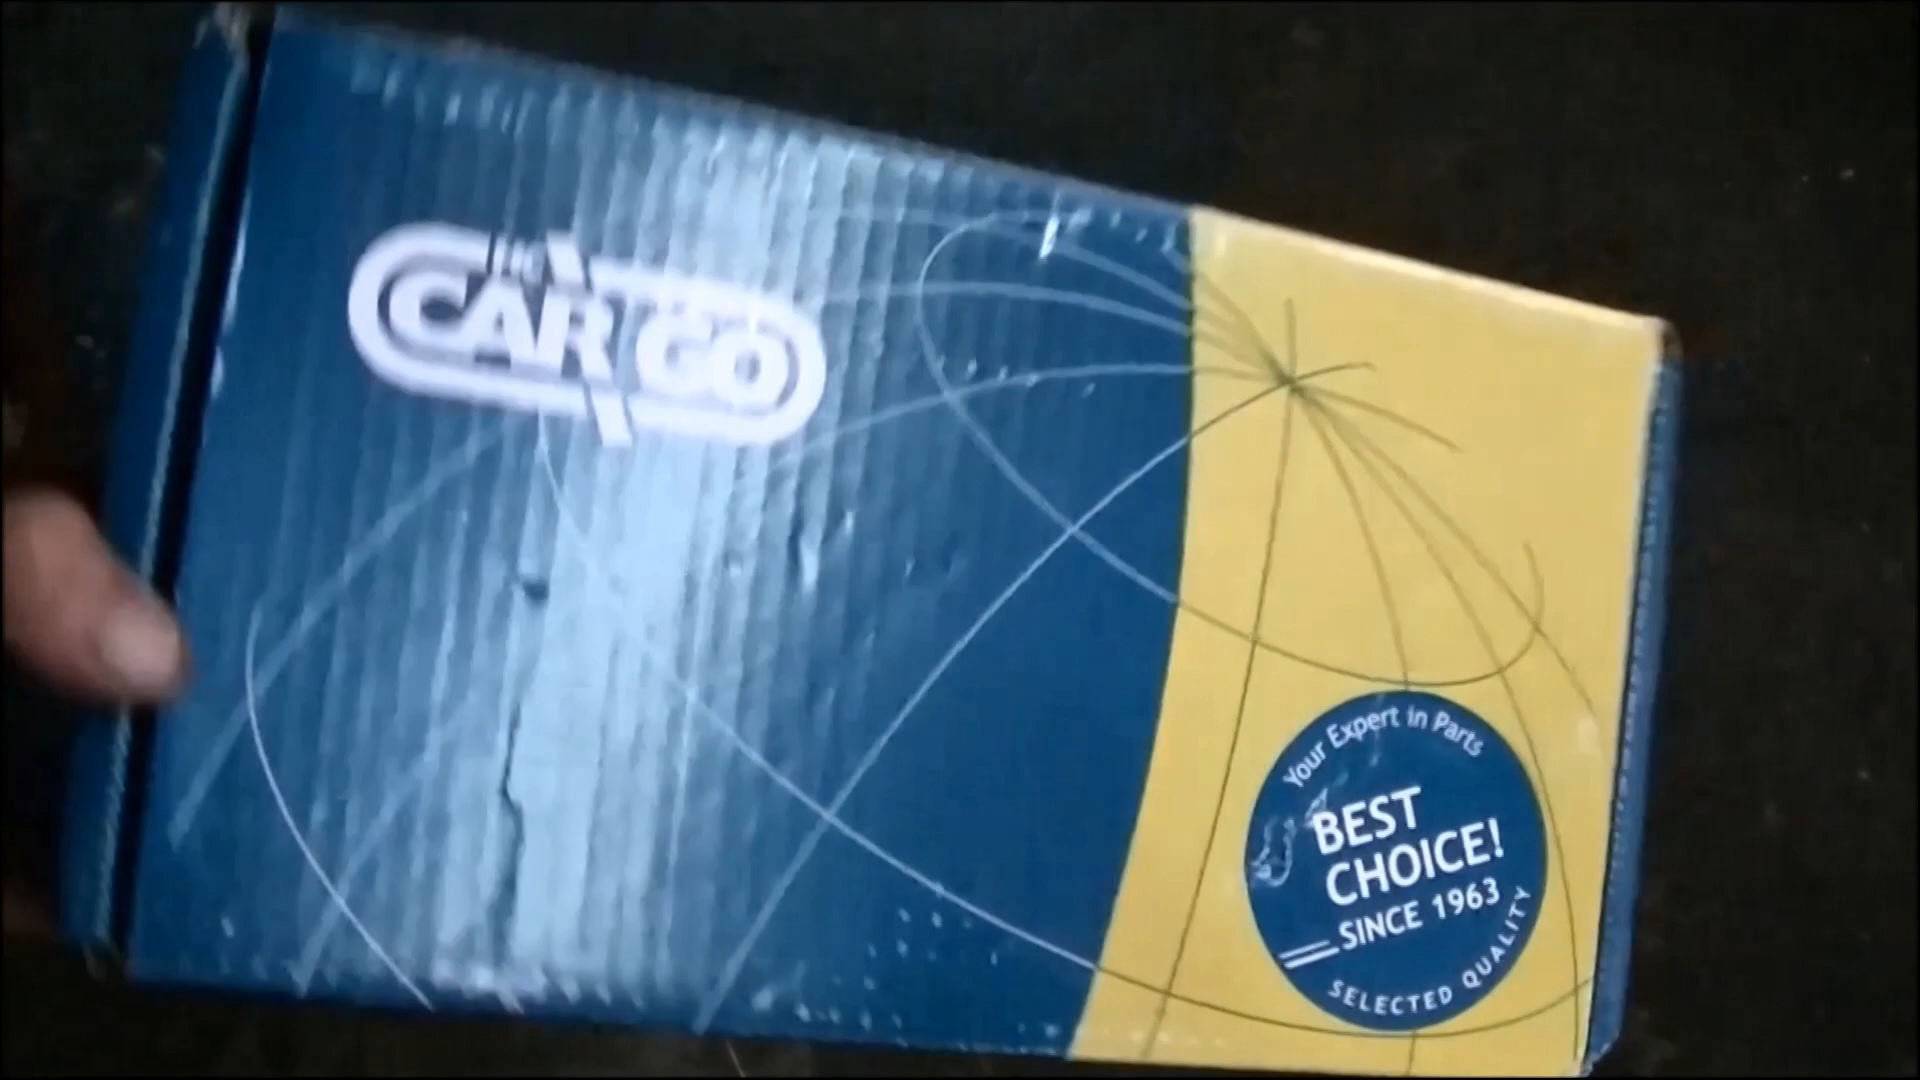 CARGO
Your Expert in Parts
BEST
CHOICE!
SINCE 1963
SELECTED QUALITY